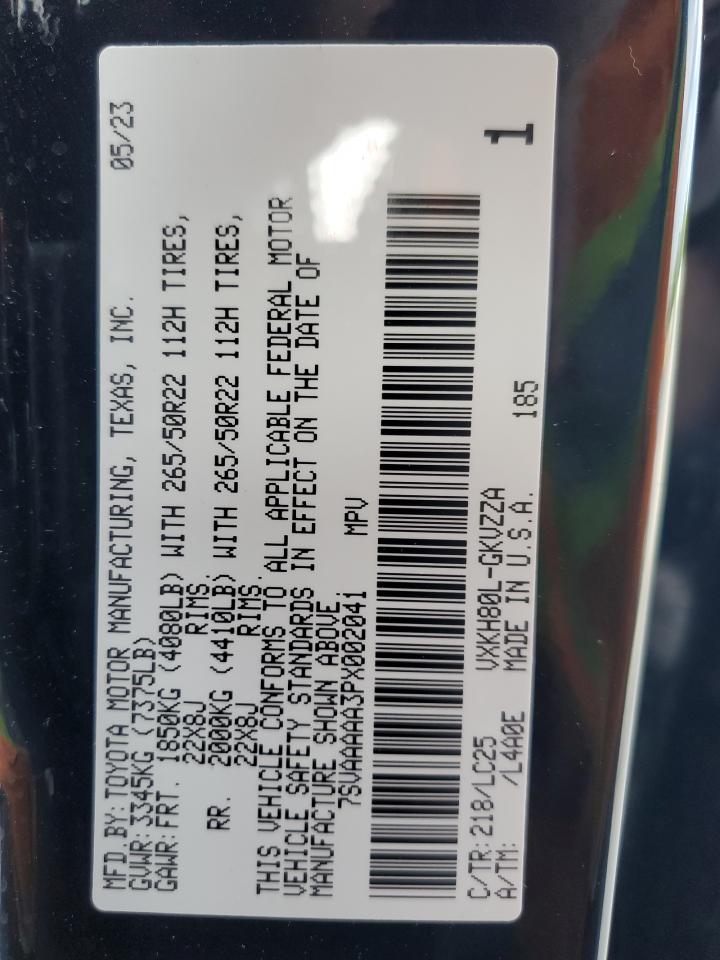 MFD.BY: TOYOTA MOTOR MANUFACTURING, TEXAS, INC. 05/23
GVWR: 3345KG (7375LB)
GAWR: FRT. 1850KG (4080LB) WITH 265/50R22 112H TIRES,
22X8J RIMS.
RR. 2000KG (4410LB) WITH 265/50R22 112H TIRES,
22X8J RIMS.
THIS VEHICLE CONFORMS TO ALL APPLICABLE FEDERAL MOTOR
VEHICLE SAFETY STANDARDS IN EFFECT ON THE DATE OF
MANUFACTURE SHOWN ABOVE.
7SVAAAAA3PX002041 MPV
1
C/TR: 218/LC25 VXKH80L-GKVZZA
A/TM: /L4A0E MADE IN U.S.A. 185